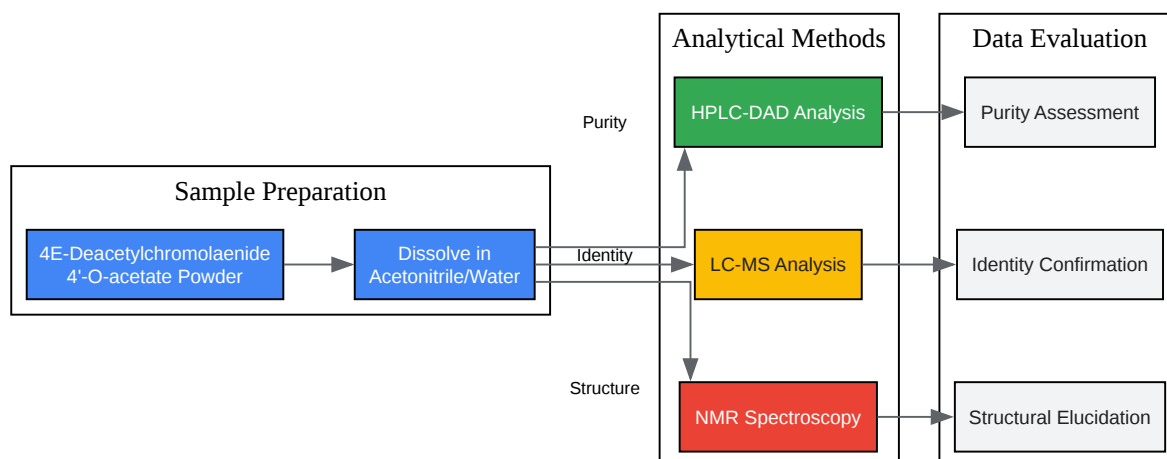 Sample Preparation
4E-Deacetylchromolaenide
4'-O-acetate Powder
Dissolve in
Acetonitrile/Water
Purity
Identity
Structure
Analytical Methods
HPLC-DAD Analysis
LC-MS Analysis
NMR Spectroscopy
Data Evaluation
Purity Assessment
Identity Confirmation
Structural Elucidation